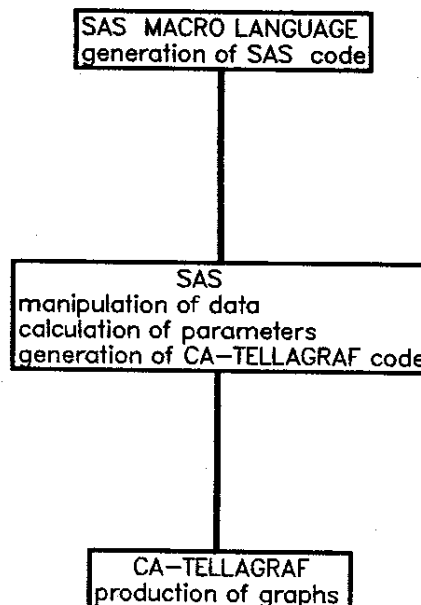 SAS MACRO LANGUAGE
generation of SAS code
SAS
manipulation of data
calculation of parameters
generation of CA-TELLAGRAF code
CA-TELLAGRAF
production of graphs